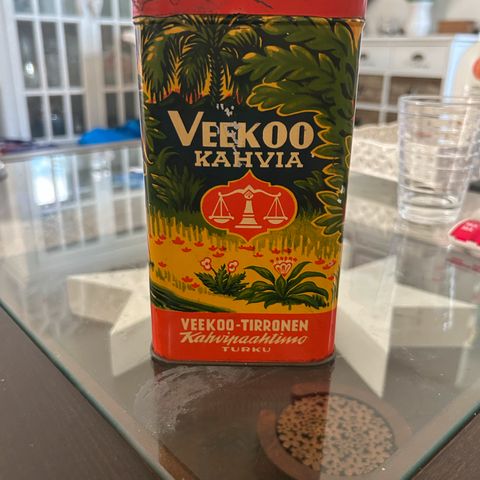 VEEKOO
KAHVIA
VEEKOO-TIRRONEN
Kahvipaahtimo
TURKU